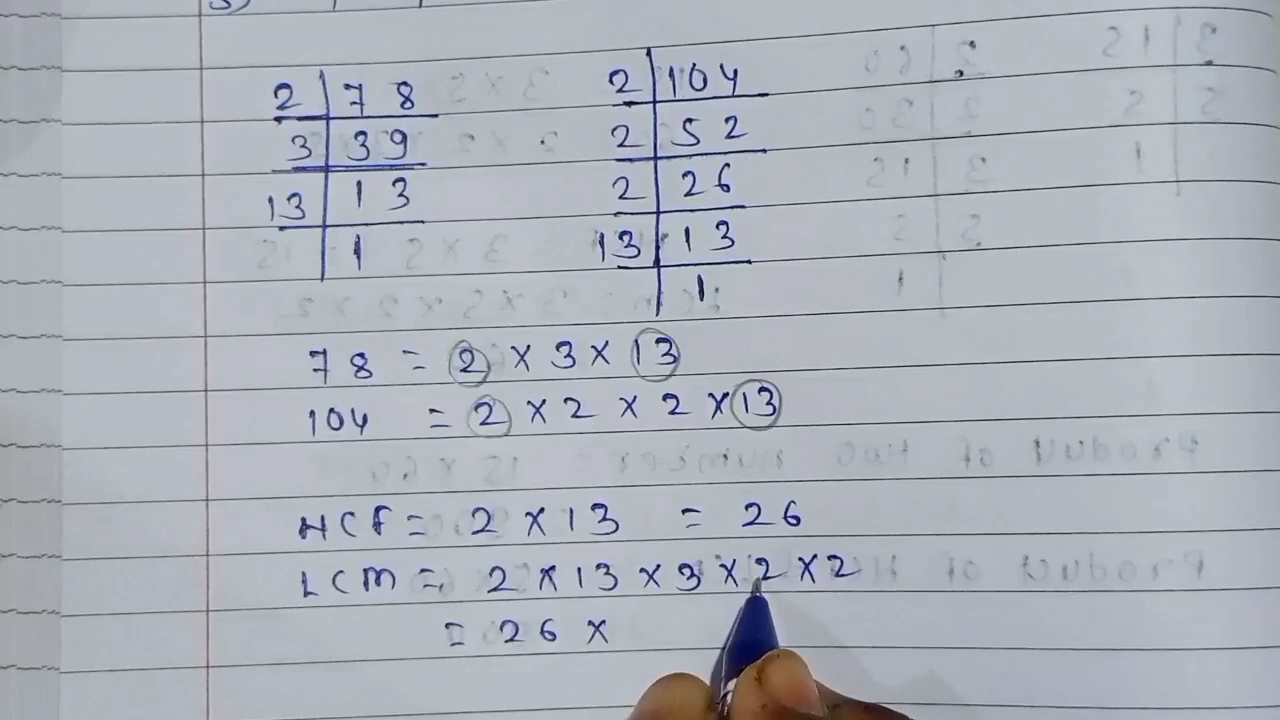 2 | 78
3 | 39
13 | 13
1
2 | 104
2 | 52
2 | 26
13 | 13
1
78 = 2 × 3 × 13
104 = 2 × 2 × 2 × 13
HCF = 2 × 13 = 26
LCM = 2 × 13 × 3 × 2 × 2
= 26 ×